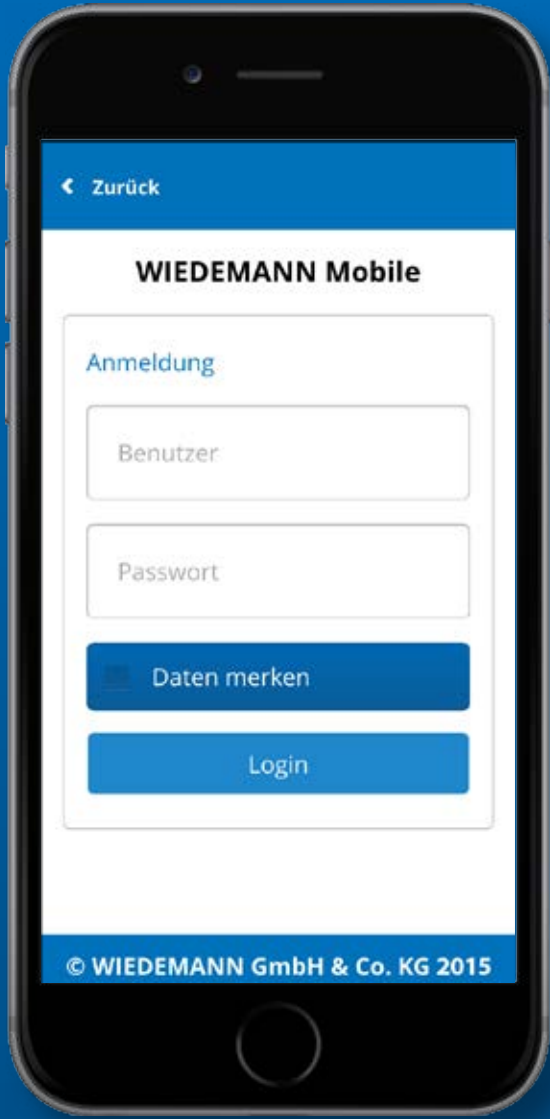 Zurück
WIEDEMANN Mobile
Anmeldung
Benutzer
Passwort
Daten merken
Login
© WIEDEMANN GmbH & Co. KG 2015